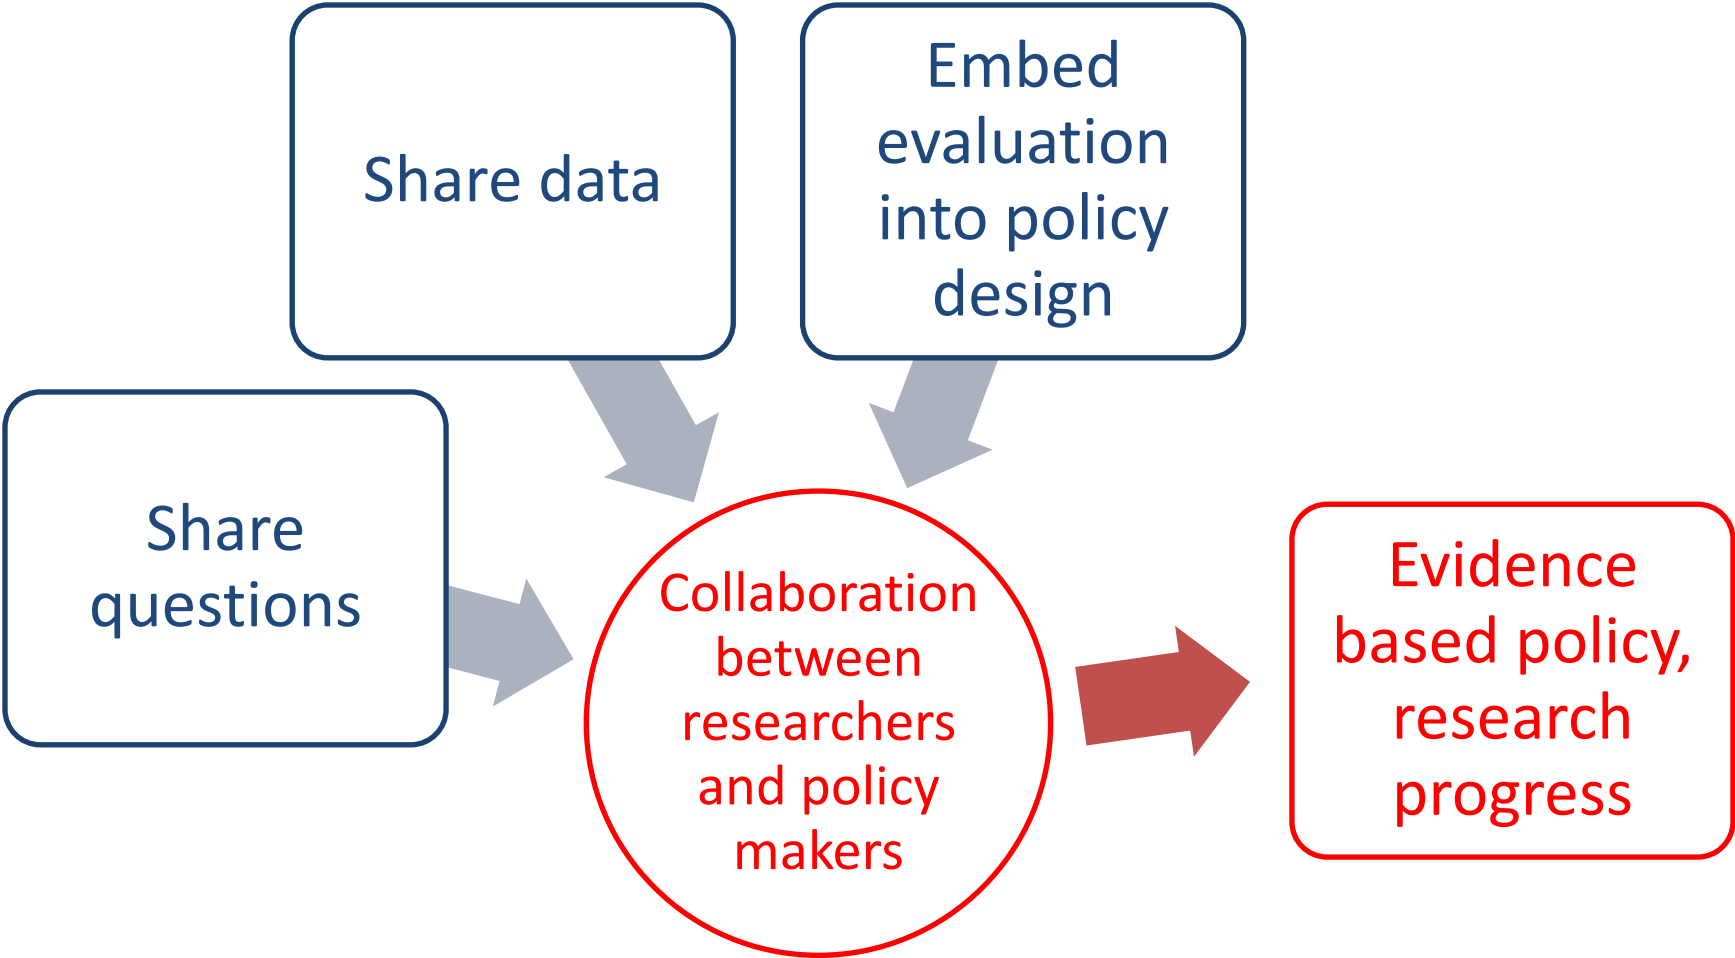 Share data
Embed
evaluation
into policy
design
Share
questions
Collaboration
between
researchers
and policy
makers
Evidence
based policy,
research
progress